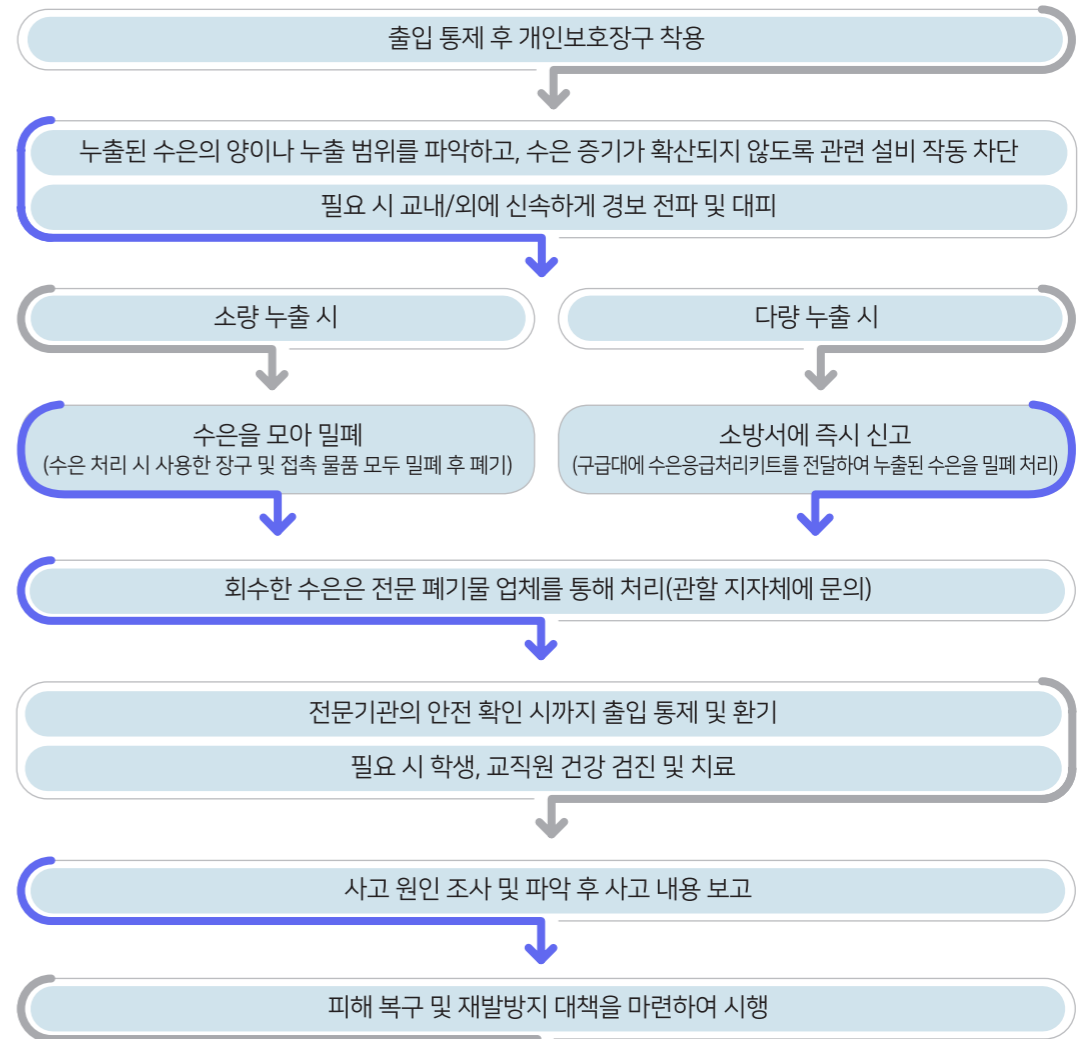 출입 통제 후 개인보호장구 착용
누출된 수은의 양이나 누출 범위를 파악하고, 수은 증기가 확산되지 않도록 관련 설비 작동 차단
필요 시 교내/외에 신속하게 경보 전파 및 대피
소량 누출 시
다량 누출 시
수은을 모아 밀폐
(수은 처리 시 사용한 장구 및 접촉 물품 모두 밀폐 후 폐기)
소방서에 즉시 신고
(구급대에 수은응급처리키트를 전달하여 누출된 수은을 밀폐 처리)
회수한 수은은 전문 폐기물 업체를 통해 처리(관할 지자체에 문의)
전문기관의 안전 확인 시까지 출입 통제 및 환기
필요 시 학생, 교직원 건강 검진 및 치료
사고 원인 조사 및 파악 후 사고 내용 보고
피해 복구 및 재발방지 대책을 마련하여 시행